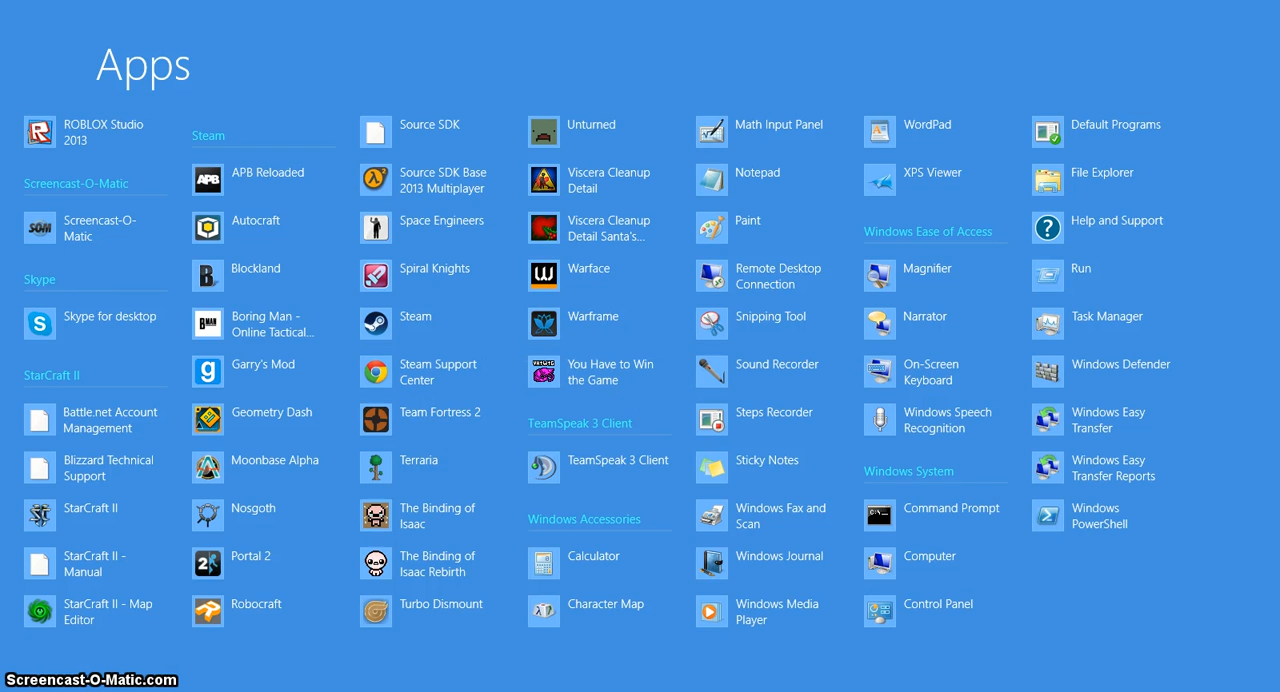 Apps
ROBLOX Studio
2013
Screencast-O-Matic
Screencast-O-
Matic
Skype
Skype for desktop
StarCraft II
Battle.net Account
Management
Blizzard Technical
Support
StarCraft II
StarCraft II -
Manual
StarCraft II - Map
Editor
Steam
APB Reloaded
Autocraft
Blockland
Boring Man -
Online Tactical...
Garry's Mod
Geometry Dash
Moonbase Alpha
Nosgoth
Portal 2
Robocraft
Source SDK
Source SDK Base
2013 Multiplayer
Space Engineers
Spiral Knights
Steam
Steam Support
Center
Team Fortress 2
Terraria
The Binding of
Isaac
The Binding of
Isaac Rebirth
Turbo Dismount
Unturned
Viscera Cleanup
Detail
Viscera Cleanup
Detail Santa's...
Warface
Warframe
You Have to Win
the Game
TeamSpeak 3 Client
TeamSpeak 3 Client
Windows Accessories
Calculator
Character Map
Math Input Panel
Notepad
Paint
Remote Desktop
Connection
Snipping Tool
Sound Recorder
Steps Recorder
Sticky Notes
Windows Fax and
Scan
Windows Journal
Windows Media
Player
WordPad
XPS Viewer
Windows Ease of Access
Magnifier
Narrator
On-Screen
Keyboard
Windows Speech
Recognition
Windows System
Command Prompt
Computer
Control Panel
Default Programs
File Explorer
Help and Support
Run
Task Manager
Windows Defender
Windows Easy
Transfer
Windows Easy
Transfer Reports
Windows
PowerShell
Screencast-O-Matic.com